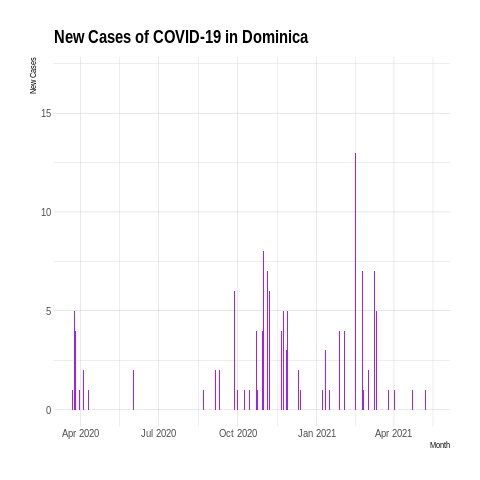 New Cases of COVID-19 in Dominica
New Cases
15
10
5
0
Apr 2020 Jul 2020 Oct 2020 Jan 2021 Apr 2021
Month